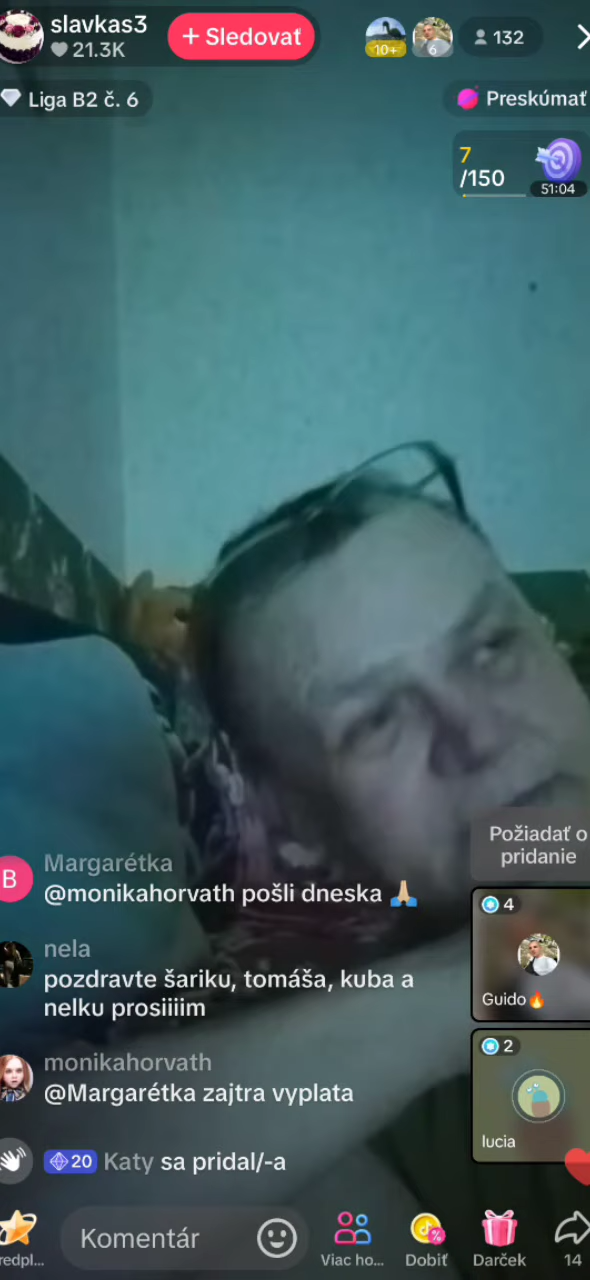 slavkas3
21.3K
+ Sledovať
10+
6
132
Liga B2 č. 6
Preskúmať
7
/150
51:04
Požiadať o
pridanie
B
Margarétka
@monikahorvath pošli dneska 🙏🏼
4
Guido🔥
nela
pozdravte šariku, tomáša, kuba a
nelku prosiiiim
2
lucia
monikahorvath
@Margarétka zajtra vyplata
20 Katy sa pridal/-a
redpl...
Komentár
Viac ho...
Dobiť
Darček
14